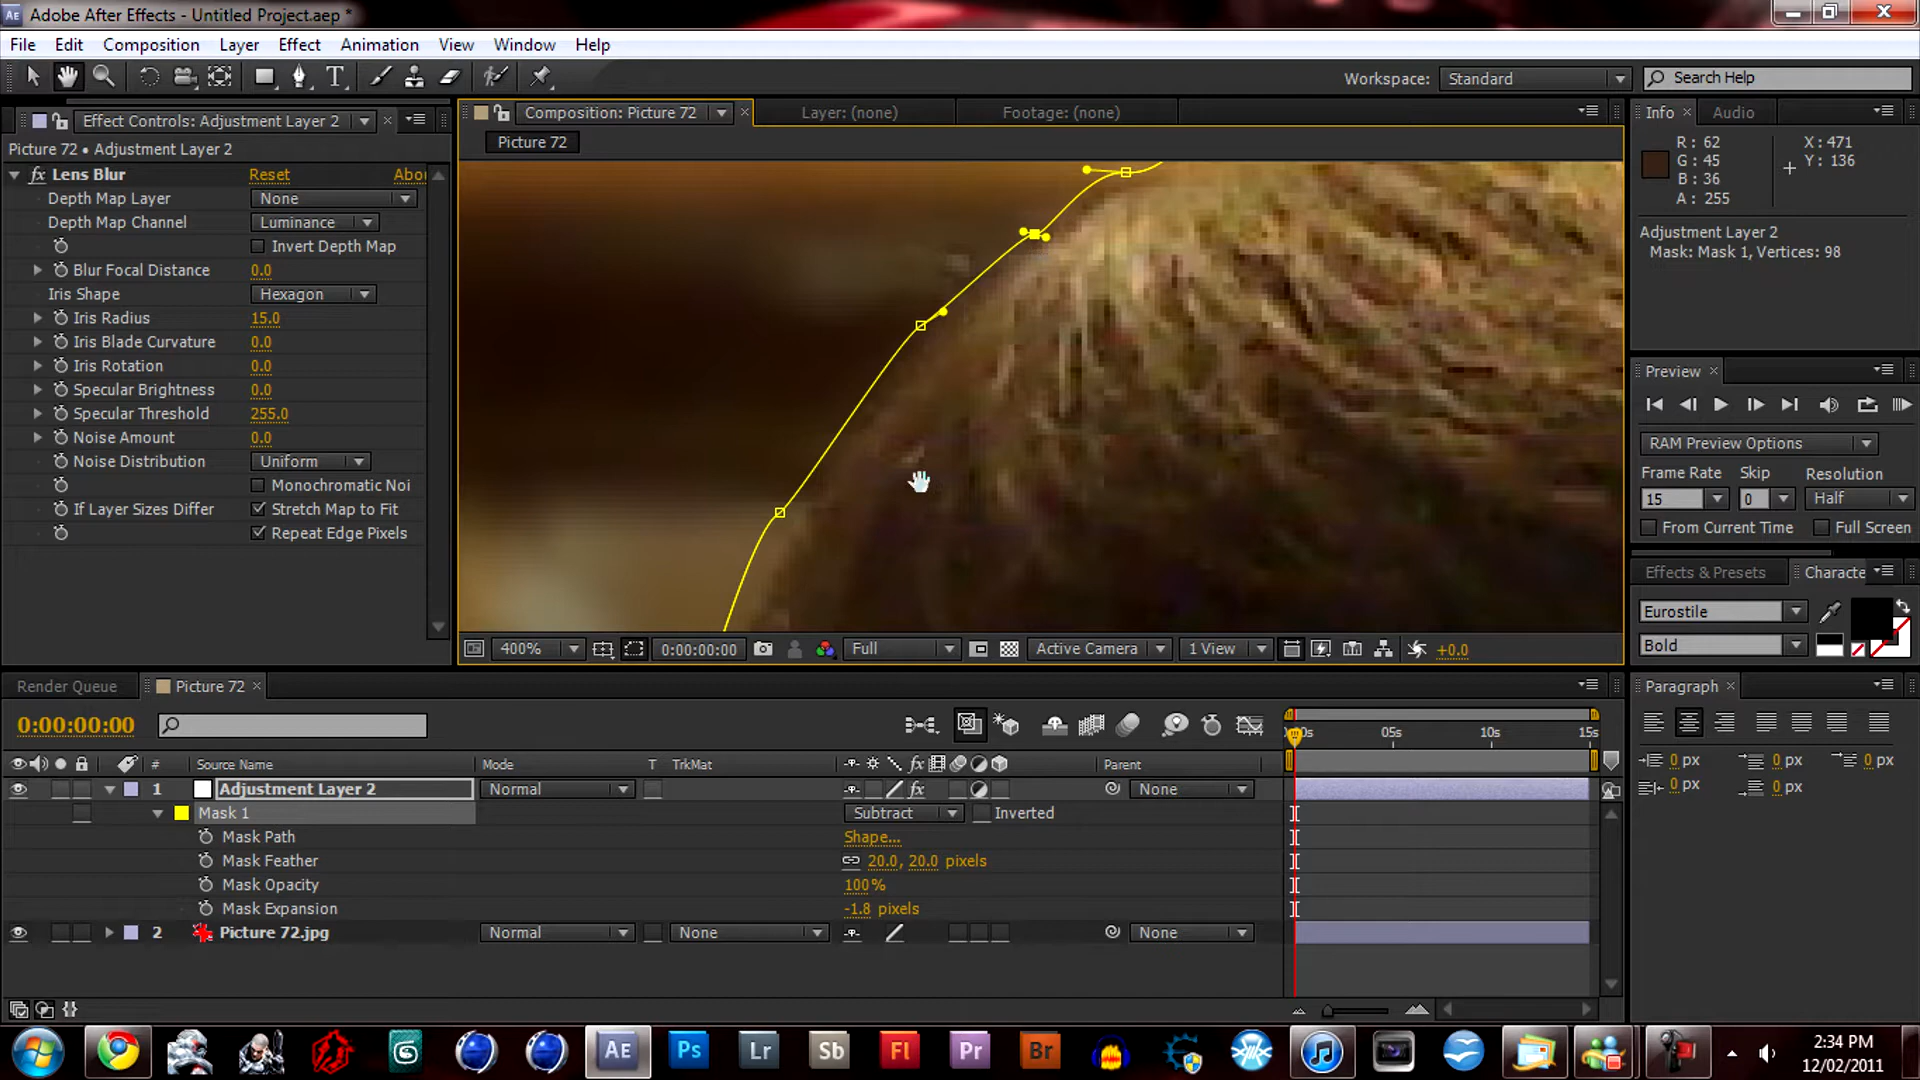 Adobe After Effects - Untitled Project.aep *
File Edit Composition Layer Effect Animation View Window Help
Workspace: Standard Search Help
Effect Controls: Adjustment Layer 2
Composition: Picture 72 Layer: (none) Footage: (none)
Info Audio
Picture 72 • Adjustment Layer 2
Picture 72
R: 62
G: 45
B: 36
A: 255
X: 471
Y: 136
fx Lens Blur Reset Abou
Depth Map Layer None
Depth Map Channel Luminance
Invert Depth Map
Blur Focal Distance 0.0
Iris Shape Hexagon
Iris Radius 15.0
Iris Blade Curvature 0.0
Iris Rotation 0.0
Specular Brightness 0.0
Specular Threshold 255.0
Noise Amount 0.0
Noise Distribution Uniform
Monochromatic Noi
If Layer Sizes Differ Stretch Map to Fit
Repeat Edge Pixels
Adjustment Layer 2
Mask: Mask 1, Vertices: 98
Preview
RAM Preview Options
Frame Rate Skip Resolution
15 0 Half
From Current Time Full Screen
Effects & Presets Characte
Eurostile
Bold
400% 0:00:00:00 Full Active Camera 1 View +0.0
Render Queue Picture 72
Paragraph
0:00:00:00
00s 05s 10s 15s
# Source Name Mode T TrkMat fx Parent
1 Adjustment Layer 2 Normal fx None
Mask 1 Subtract Inverted
Mask Path Shape...
Mask Feather 20.0, 20.0 pixels
Mask Opacity 100%
Mask Expansion -1.8 pixels
2 Picture 72.jpg Normal None None
0 px 0 px 0 px
0 px 0 px
AE Ps Lr Sb Fl Pr Br
2:34 PM
12/02/2011